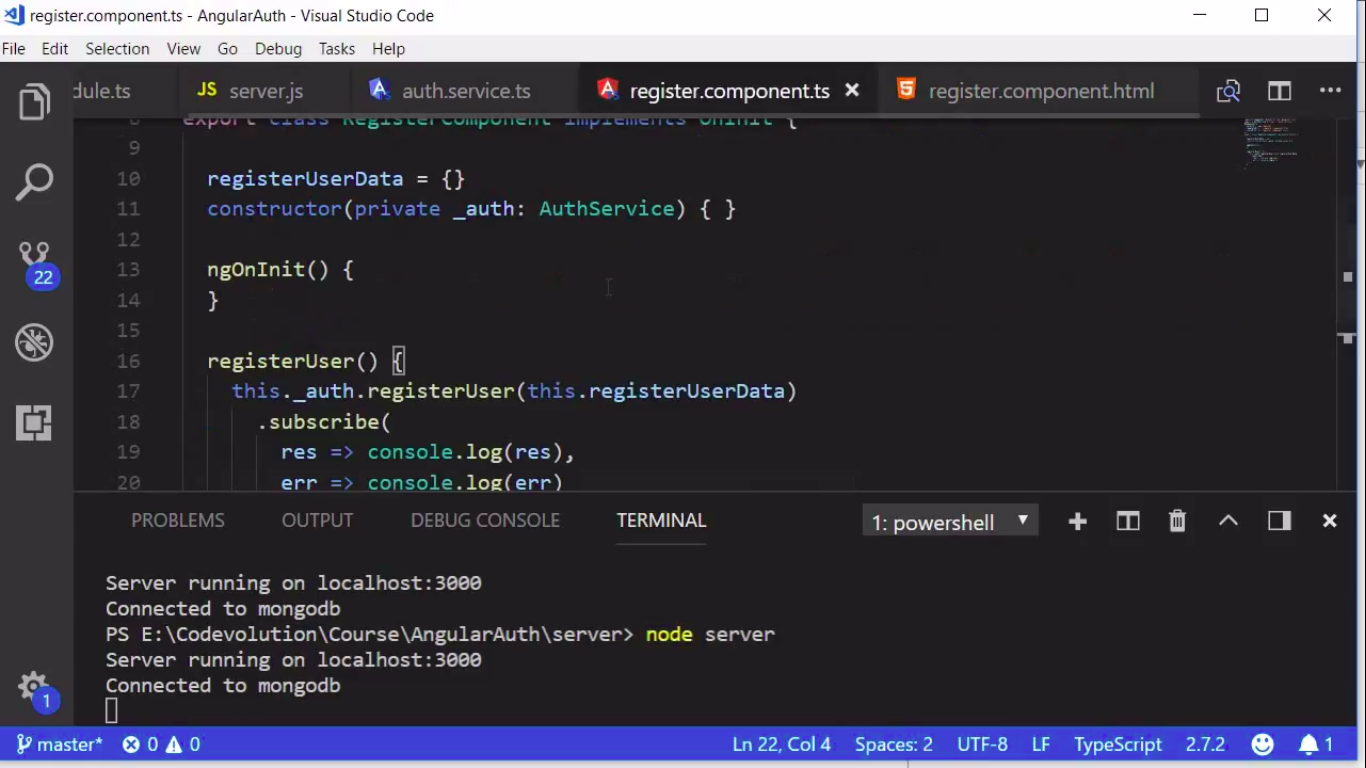 register.component.ts - AngularAuth - Visual Studio Code
File Edit Selection View Go Debug Tasks Help
dule.ts JS server.js auth.service.ts register.component.ts register.component.html
8 export class RegisterComponent implements OnInit {
9
10 registerUserData = {}
11 constructor(private _auth: AuthService) { }
12
13 ngOnInit() {
14 }
15
16 registerUser() {
17 this._auth.registerUser(this.registerUserData)
18 .subscribe(
19 res => console.log(res),
20 err => console.log(err)
22
PROBLEMS OUTPUT DEBUG CONSOLE TERMINAL 1: powershell
Server running on localhost:3000
Connected to mongodb
PS E:\Codevolution\Course\AngularAuth\server> node server
Server running on localhost:3000
Connected to mongodb
1
master* 0 0 Ln 22, Col 4 Spaces: 2 UTF-8 LF TypeScript 2.7.2 1